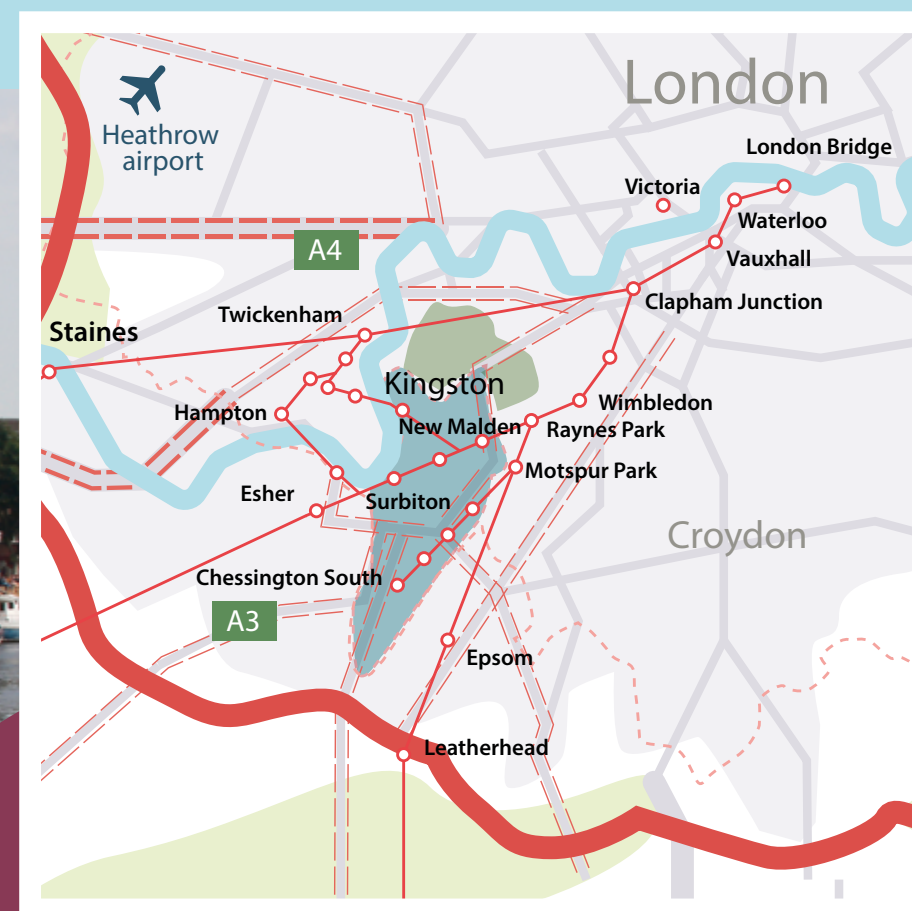 London
Heathrow
airport
London Bridge
Victoria
Waterloo
A4
Vauxhall
Clapham Junction
Twickenham
Staines
Kingston
Wimbledon
Hampton
New Malden
Raynes Park
Motspur Park
Esher
Surbiton
Croydon
Chessington South
A3
Epsom
Leatherhead